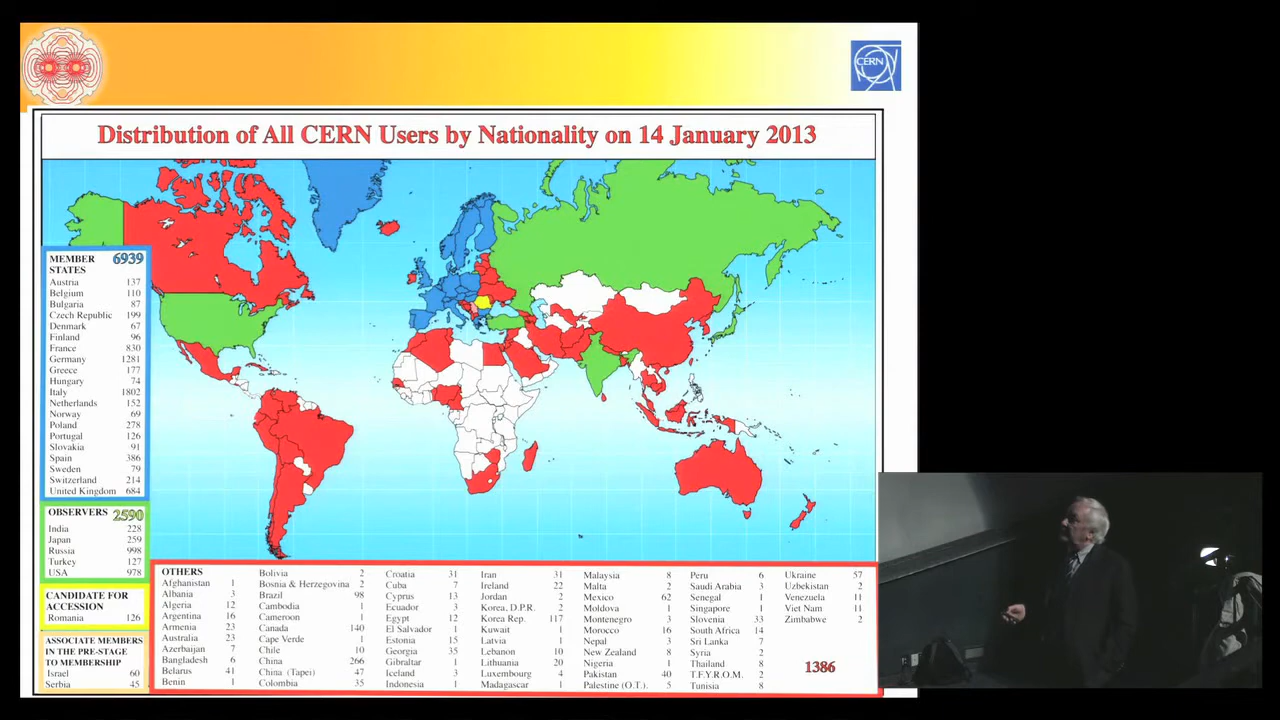 CERN
Distribution of All CERN Users by Nationality on 14 January 2013
MEMBER STATES 6939
Austria 137
Belgium 110
Bulgaria 87
Czech Republic 199
Denmark 67
Finland 96
France 830
Germany 1281
Greece 177
Hungary 74
Italy 1802
Netherlands 152
Norway 69
Poland 278
Portugal 126
Slovakia 91
Spain 386
Sweden 79
Switzerland 214
United Kingdom 684
OBSERVERS 2590
India 228
Japan 259
Russia 998
Turkey 127
USA 978
CANDIDATE FOR
ACCESSION
Romania 126
ASSOCIATE MEMBERS
IN THE PRE-STAGE
TO MEMBERSHIP
Israel 60
Serbia 45
OTHERS
Afghanistan 1
Albania 3
Algeria 12
Argentina 16
Armenia 23
Australia 23
Azerbaijan 7
Bangladesh 6
Belarus 41
Benin 1
Bolivia 2
Bosnia & Herzegovina 2
Brazil 98
Cambodia 1
Cameroon 1
Canada 140
Cape Verde 1
Chile 10
China 266
China (Taipei) 47
Colombia 35
Croatia 31
Cuba 7
Cyprus 13
Ecuador 3
Egypt 12
El Salvador 1
Estonia 15
Georgia 35
Gibraltar 1
Iceland 3
Indonesia 1
Iran 31
Ireland 22
Jordan 2
Korea, D.P.R. 2
Korea Rep. 117
Kuwait 1
Latvia 1
Lebanon 10
Lithuania 20
Luxembourg 4
Madagascar 1
Malaysia 8
Malta 2
Mexico 62
Moldova 1
Montenegro 3
Morocco 16
Nepal 3
New Zealand 8
Nigeria 1
Pakistan 40
Palestine (O.T.). 5
Peru 6
Saudi Arabia 3
Senegal 1
Singapore 1
Slovenia 33
South Africa 14
Sri Lanka 7
Syria 2
Thailand 8
T.F.Y.R.O.M. 2
Tunisia 8
Ukraine 57
Uzbekistan 2
Venezuela 11
Viet Nam 11
Zimbabwe 2
1386